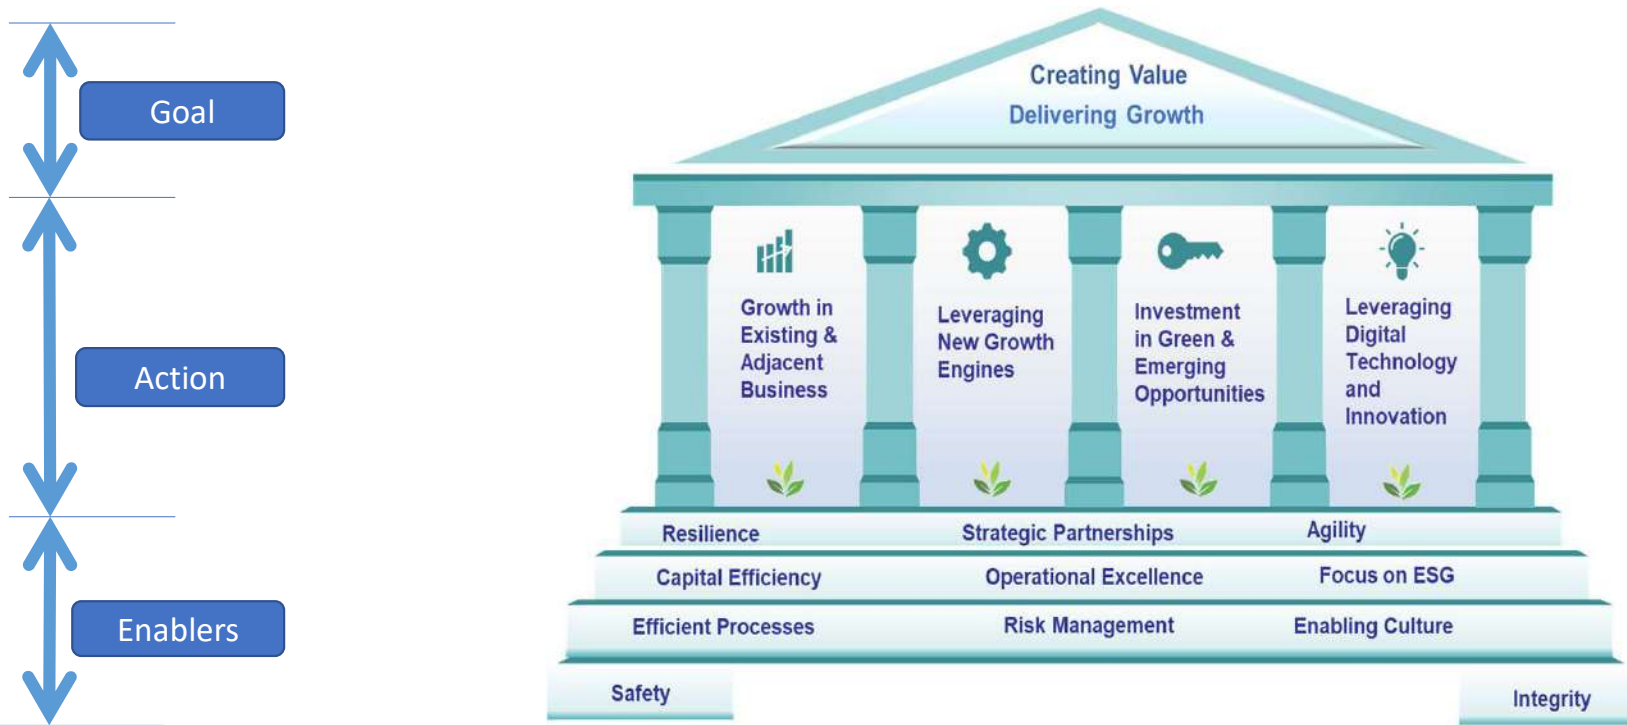 Goal
Creating Value
Delivering Growth
Action
Growth in
Existing &
Adjacent
Business
Leveraging
New Growth
Engines
Investment
in Green &
Emerging
Opportunities
Leveraging
Digital
Technology
and
Innovation
Enablers
Resilience
Strategic Partnerships
Agility
Capital Efficiency
Operational Excellence
Focus on ESG
Efficient Processes
Risk Management
Enabling Culture
Safety
Integrity